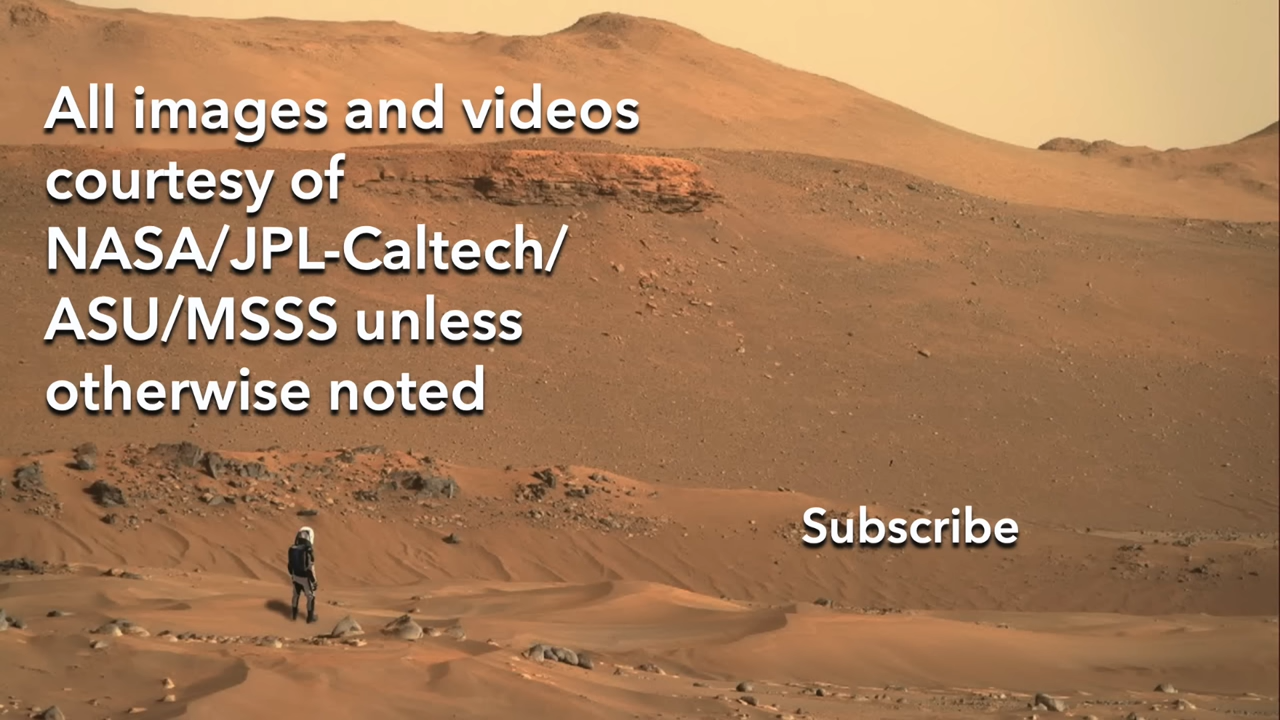 All images and videos
courtesy of
NASA/JPL-Caltech/
ASU/MSSS unless
otherwise noted
Subscribe